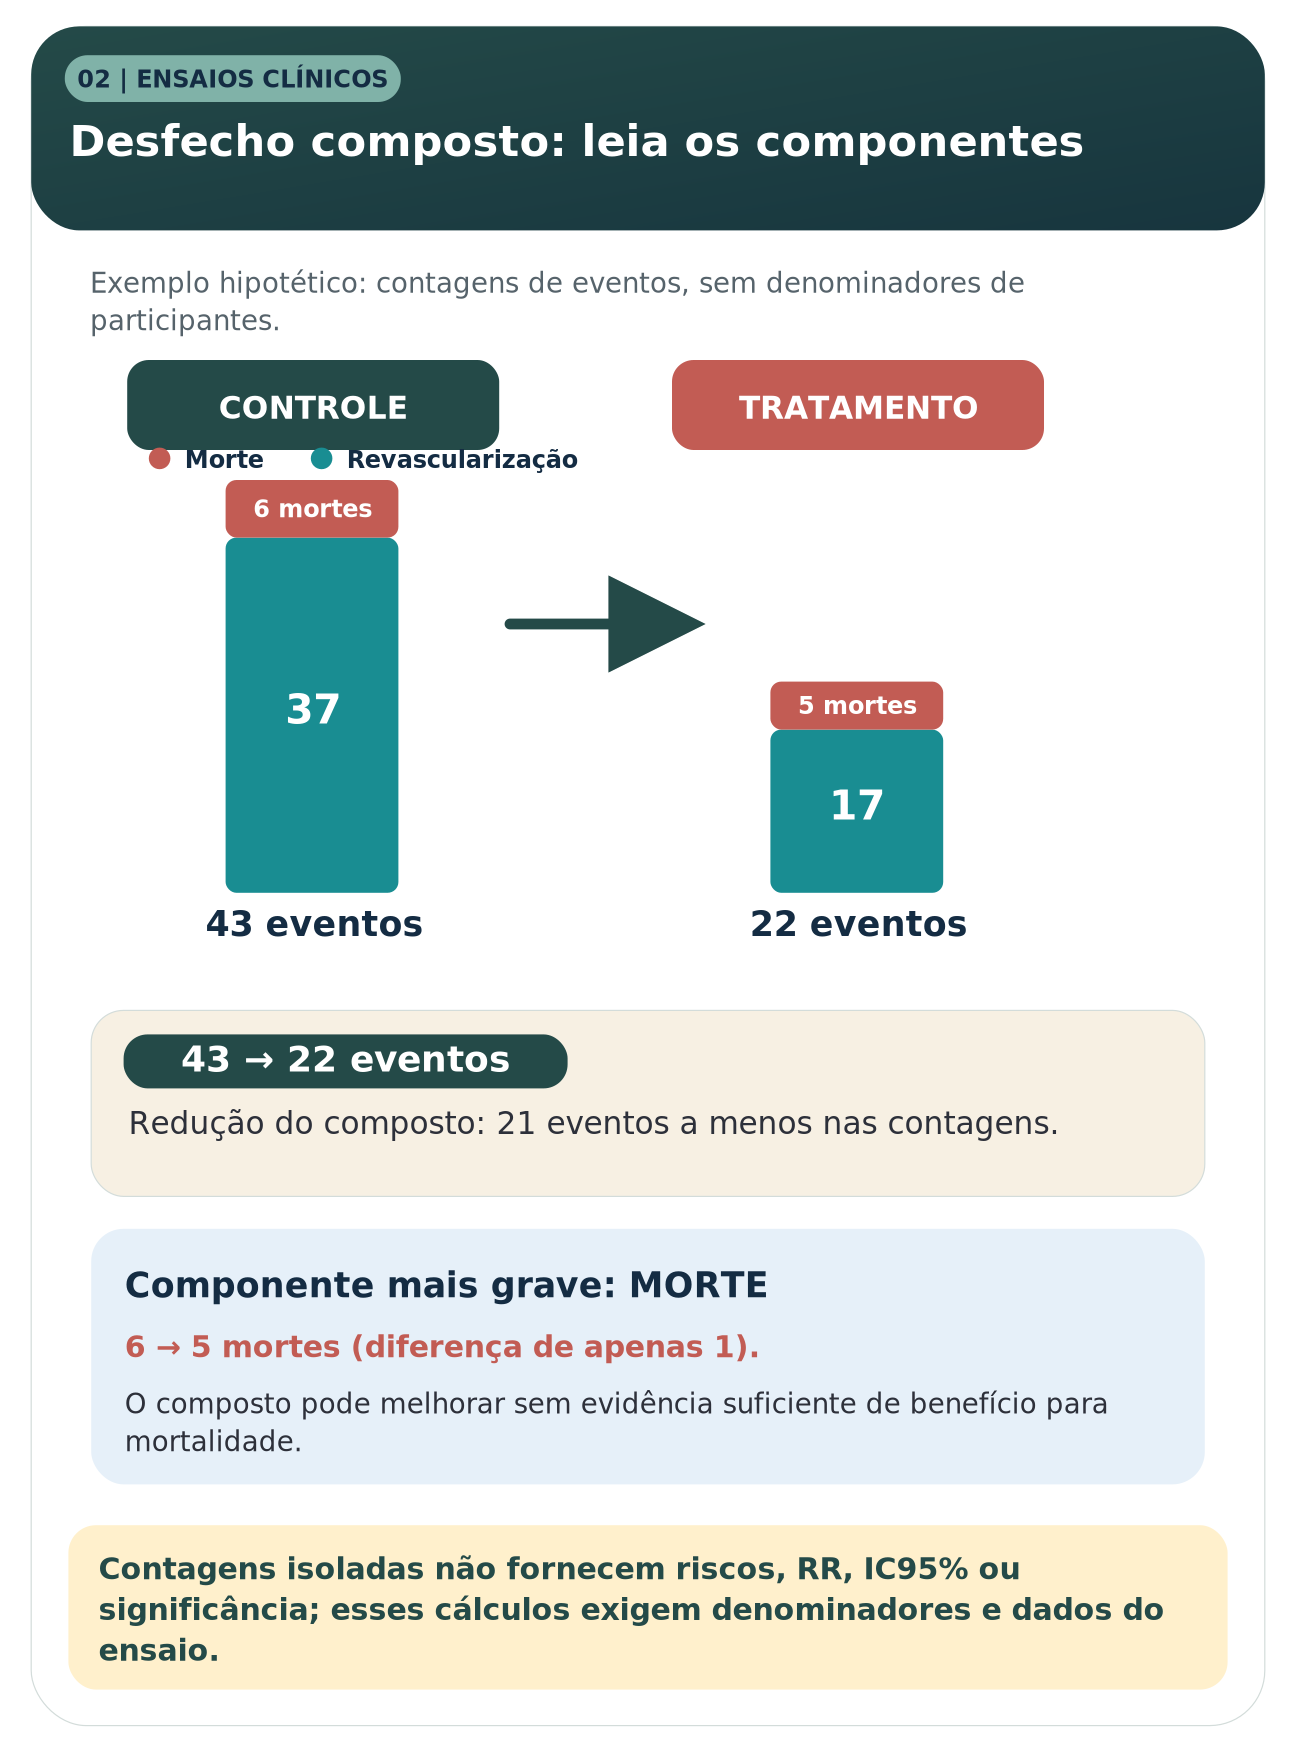 02 | ENSAIOS CLÍNICOS
Desfecho composto: leia os componentes
Exemplo hipotético: contagens de eventos, sem denominadores de
participantes.
CONTROLE
TRATAMENTO
Morte
Revascularização
6 mortes
37
43 eventos
5 mortes
17
22 eventos
43 → 22 eventos
Redução do composto: 21 eventos a menos nas contagens.
Componente mais grave: MORTE
6 → 5 mortes (diferença de apenas 1).
O composto pode melhorar sem evidência suficiente de benefício para
mortalidade.
Contagens isoladas não fornecem riscos, RR, IC95% ou
significância; esses cálculos exigem denominadores e dados do
ensaio.